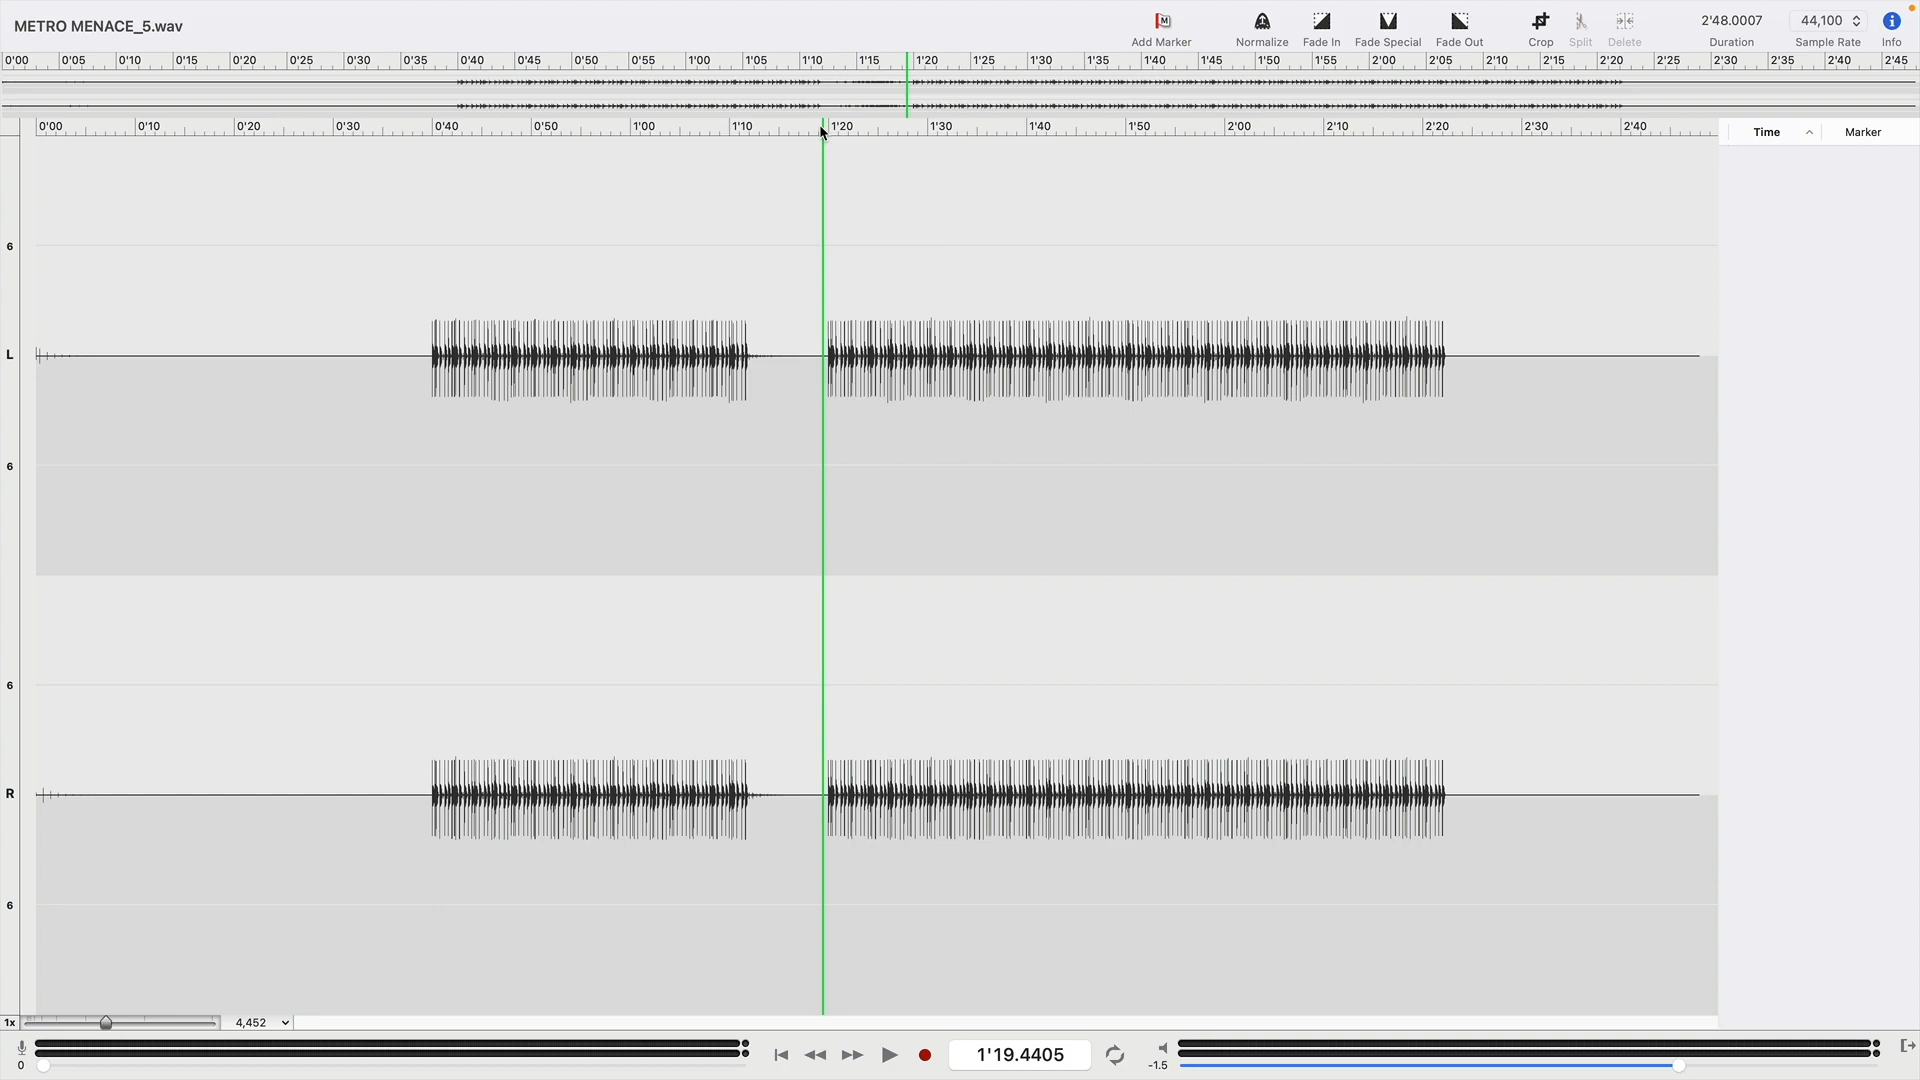 METRO MENACE_5.wav
Add Marker
Normalize
Fade In
Fade Special
Fade Out
Crop
Split
Delete
2'48.0007
Duration
44,100
Sample Rate
Info
0'00 0'05 0'10 0'15 0'20 0'25 0'30 0'35 0'40 0'45 0'50 0'55 1'00 1'05 1'10 1'15 1'20 1'25 1'30 1'35 1'40 1'45 1'50 1'55 2'00 2'05 2'10 2'15 2'20 2'25 2'30 2'35 2'40 2'45
0'00 0'10 0'20 0'30 0'40 0'50 1'00 1'10 1'20 1'30 1'40 1'50 2'00 2'10 2'20 2'30 2'40
Time Marker
6
L
6
6
R
6
1x 4,452
0
1'19.4405
-1.5